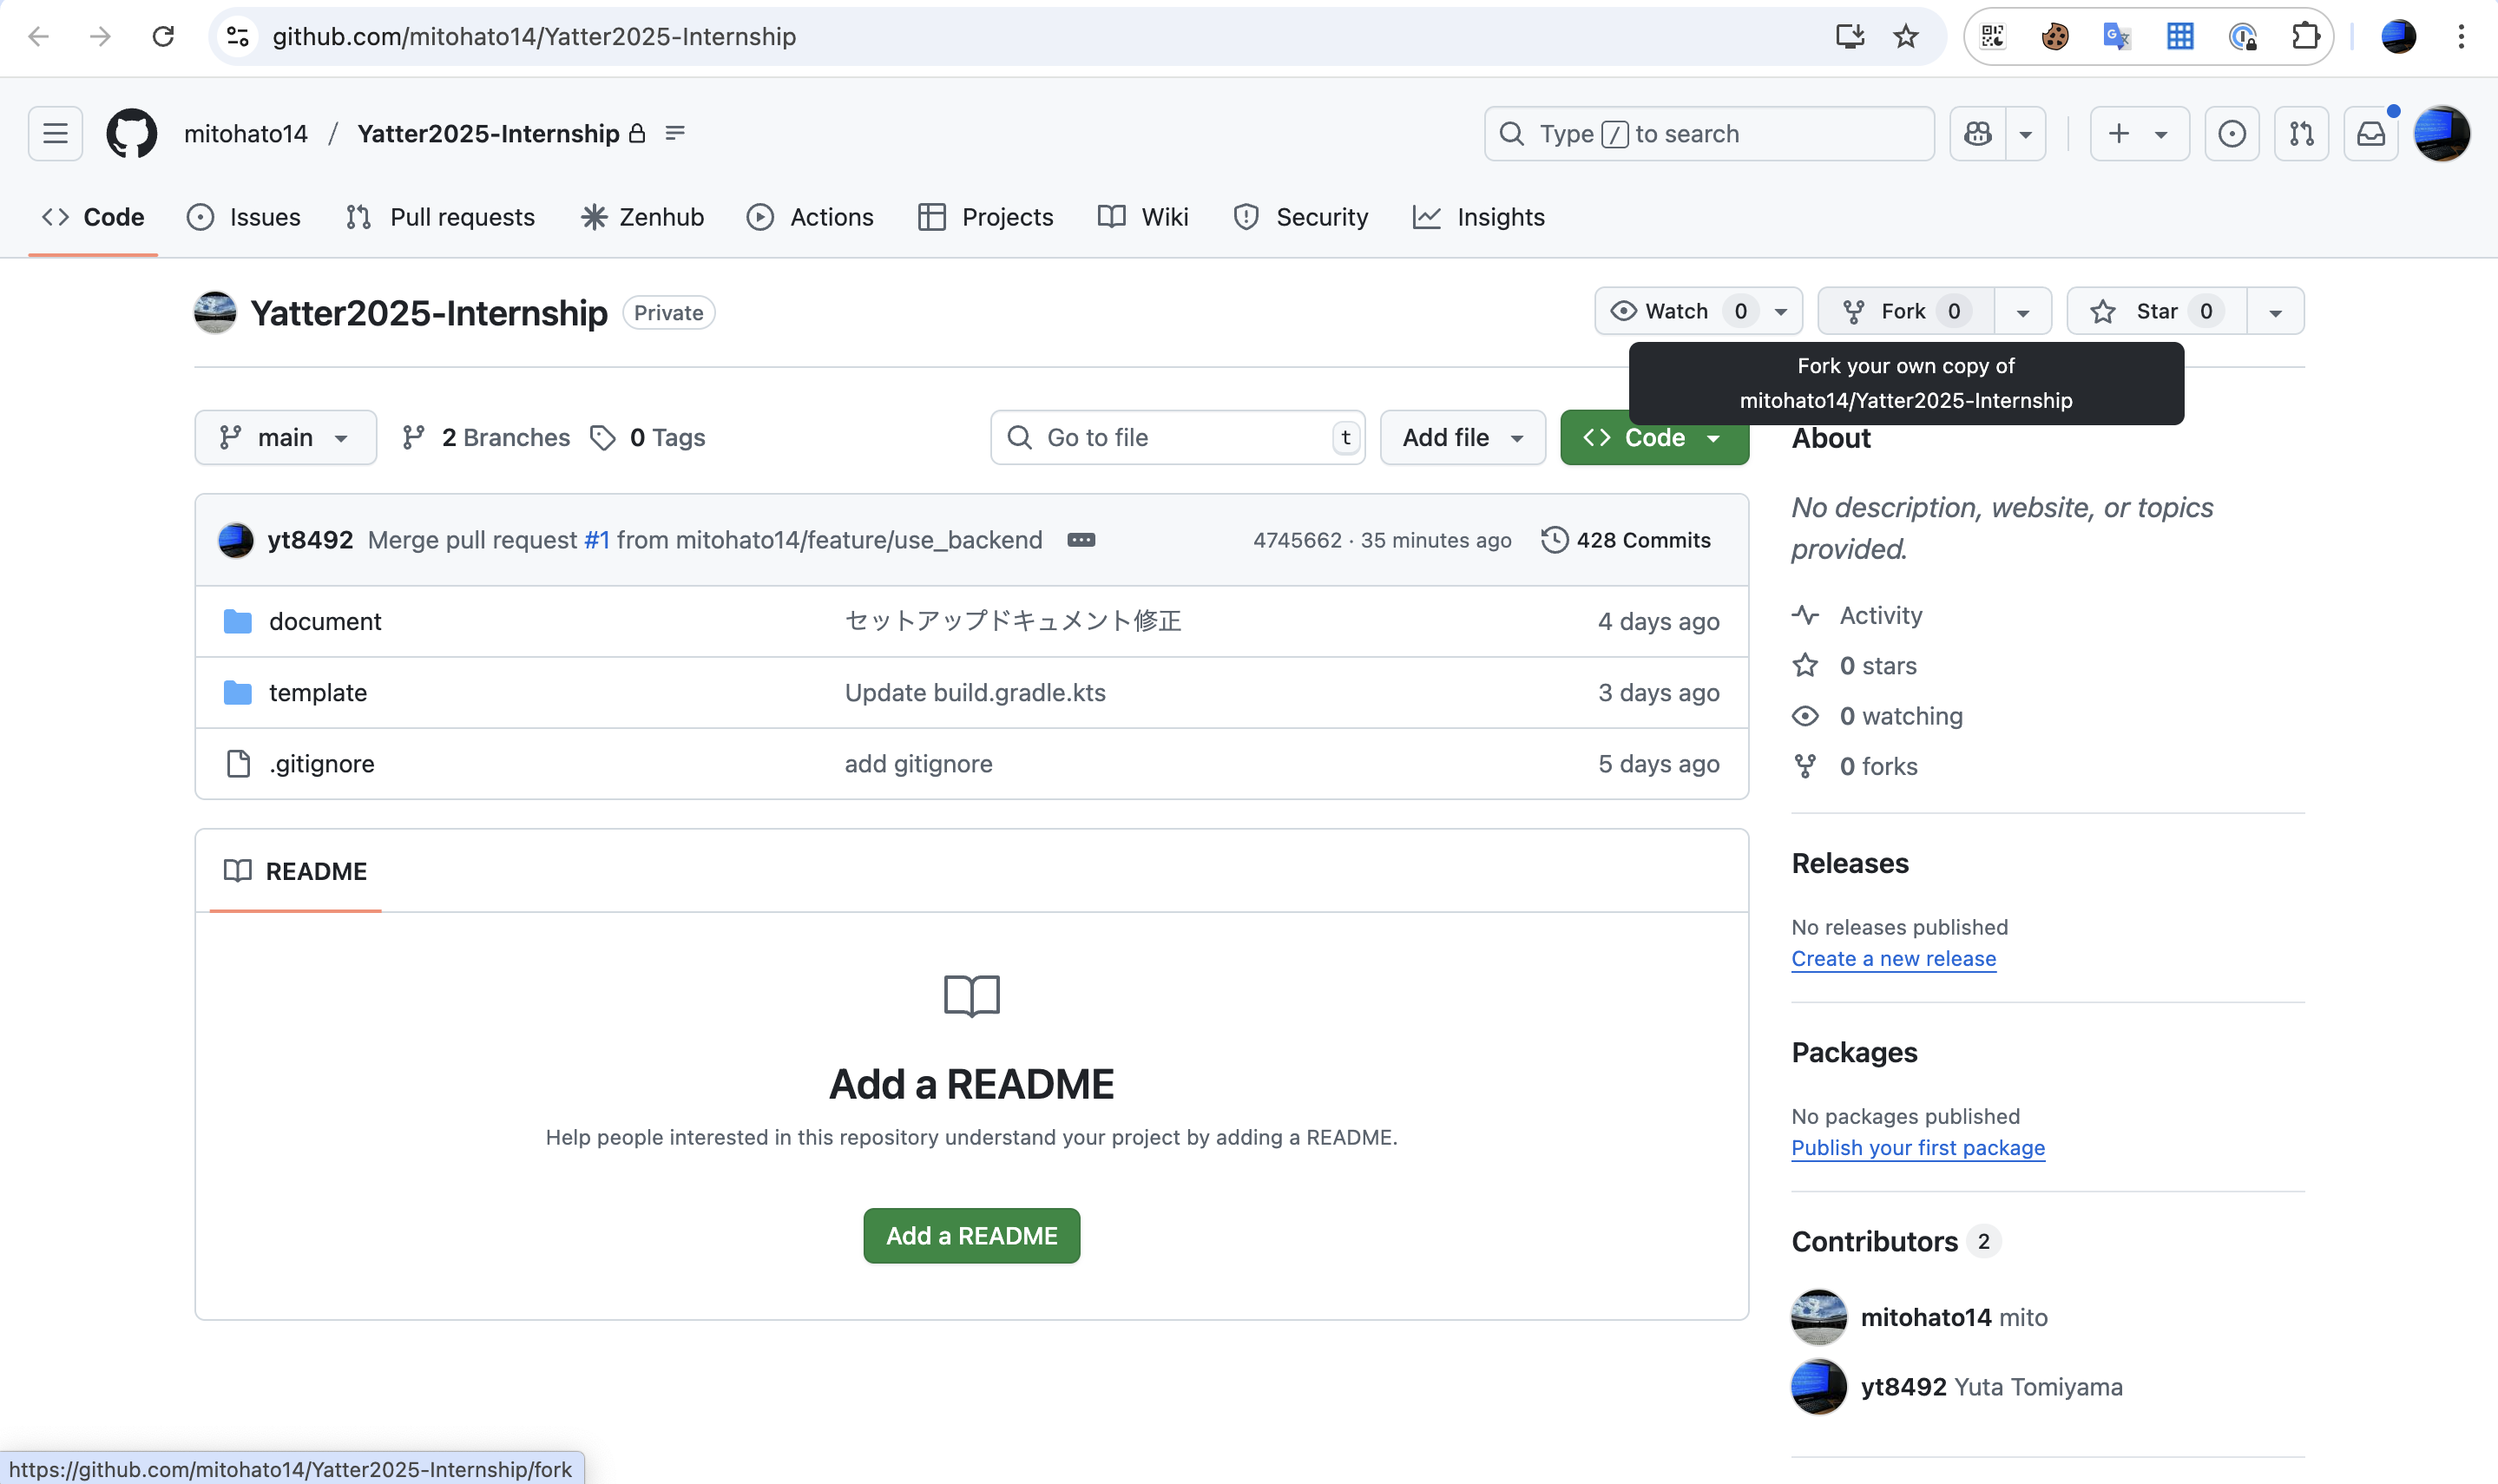 github.com/mitohato14/Yatter2025-Internship
mitohato14 / Yatter2025-Internship
Type / to search
Code Issues Pull requests Zenhub Actions Projects Wiki Security Insights
Yatter2025-Internship Private
Watch 0 Fork 0 Star 0
Fork your own copy of
mitohato14/Yatter2025-Internship
main 2 Branches 0 Tags
Go to file t Add file Code
yt8492 Merge pull request #1 from mitohato14/feature/use_backend 4745662 · 35 minutes ago 428 Commits
document セットアップドキュメント修正 4 days ago
template Update build.gradle.kts 3 days ago
.gitignore add gitignore 5 days ago
README
Add a README
Help people interested in this repository understand your project by adding a README.
Add a README
About
No description, website, or topics
provided.
Activity
0 stars
0 watching
0 forks
Releases
No releases published
Create a new release
Packages
No packages published
Publish your first package
Contributors 2
mitohato14 mito
yt8492 Yuta Tomiyama
https://github.com/mitohato14/Yatter2025-Internship/fork